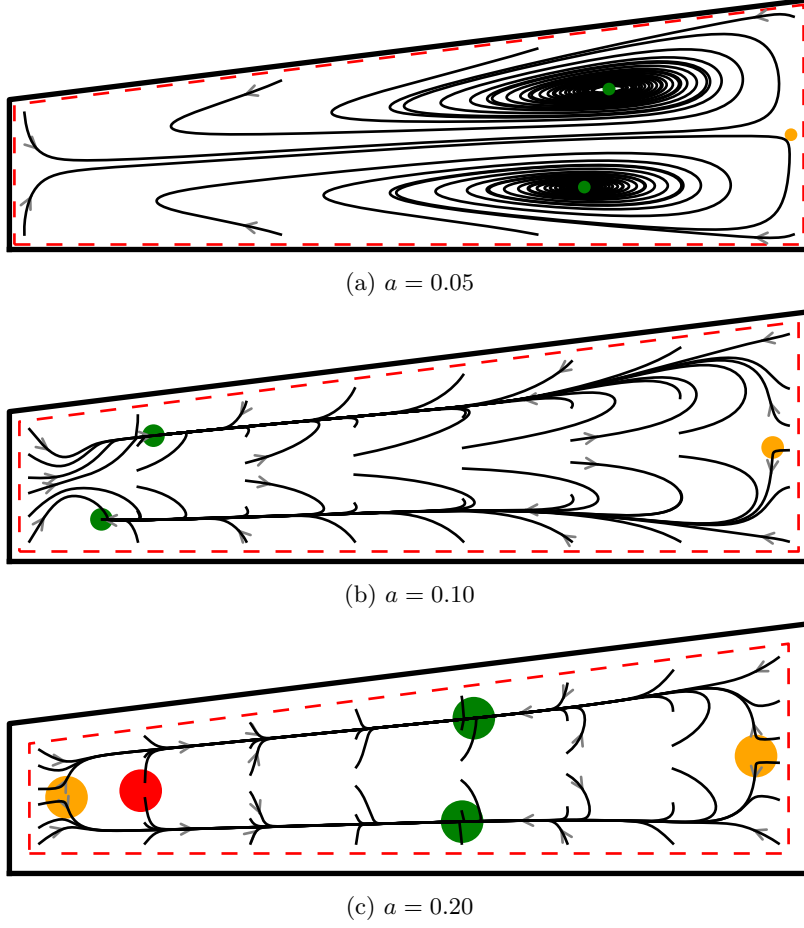 (a) a = 0.05
(b) a = 0.10
(c) a = 0.20